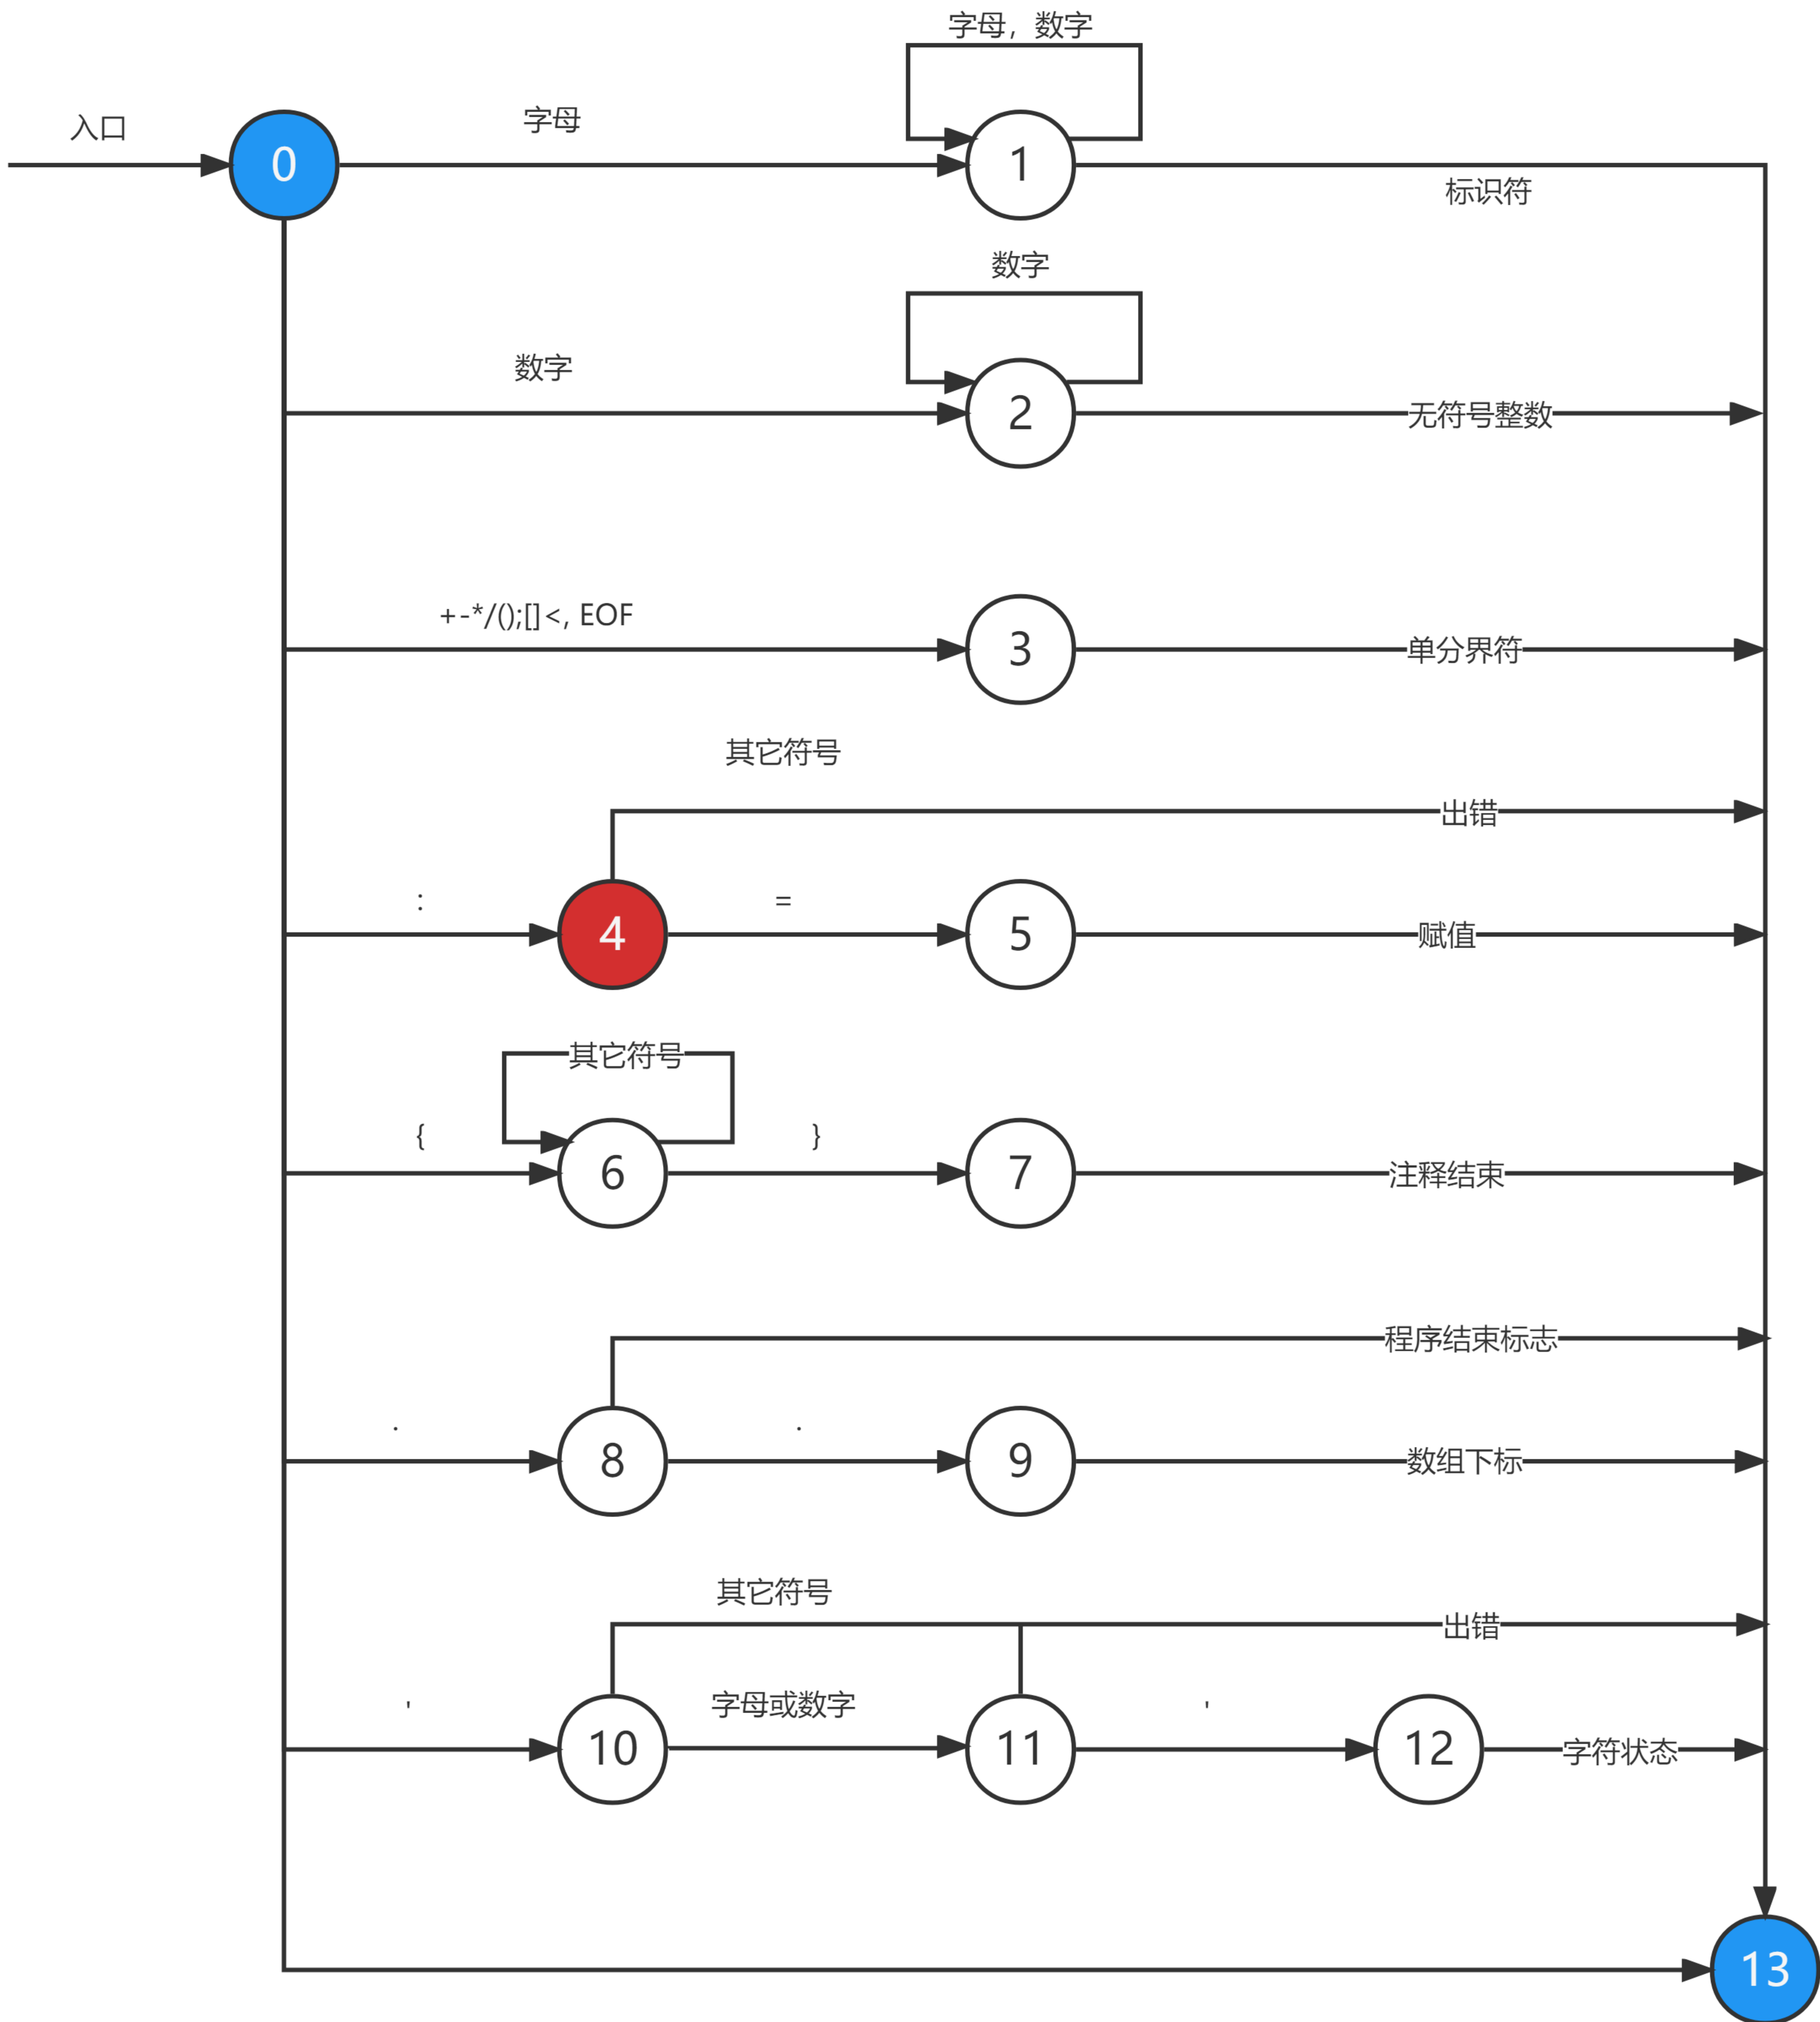 字母，数字
入口
字母
0
1
标识符
数字
数字
2
无符号整数
+-*/();[]<, EOF
3
单分界符
其它符号
出错
:
=
4
5
赋值
其它符号
{
}
6
7
注释结束
程序结束标志
.
.
8
9
数组下标
其它符号
出错
'
字母或数字
'
10
11
12
字符状态
13